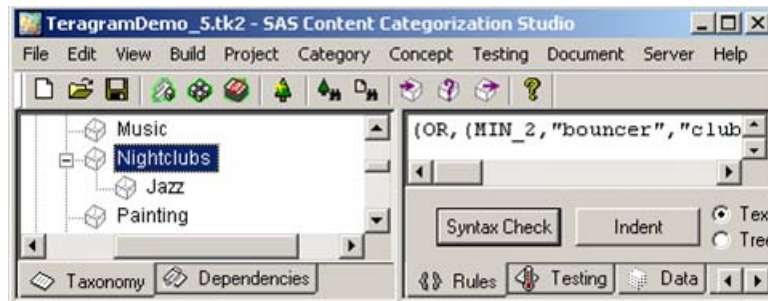 TeragramDemo_5.tk2 - SAS Content Categorization Studio
File Edit View Build Project Category Concept Testing Document Server Help
Music
Nightclubs
Jazz
Painting
(OR,(MIN_2,"bouncer","club
Syntax Check Indent Tex
Tree
Taxonomy Dependencies Rules Testing Data